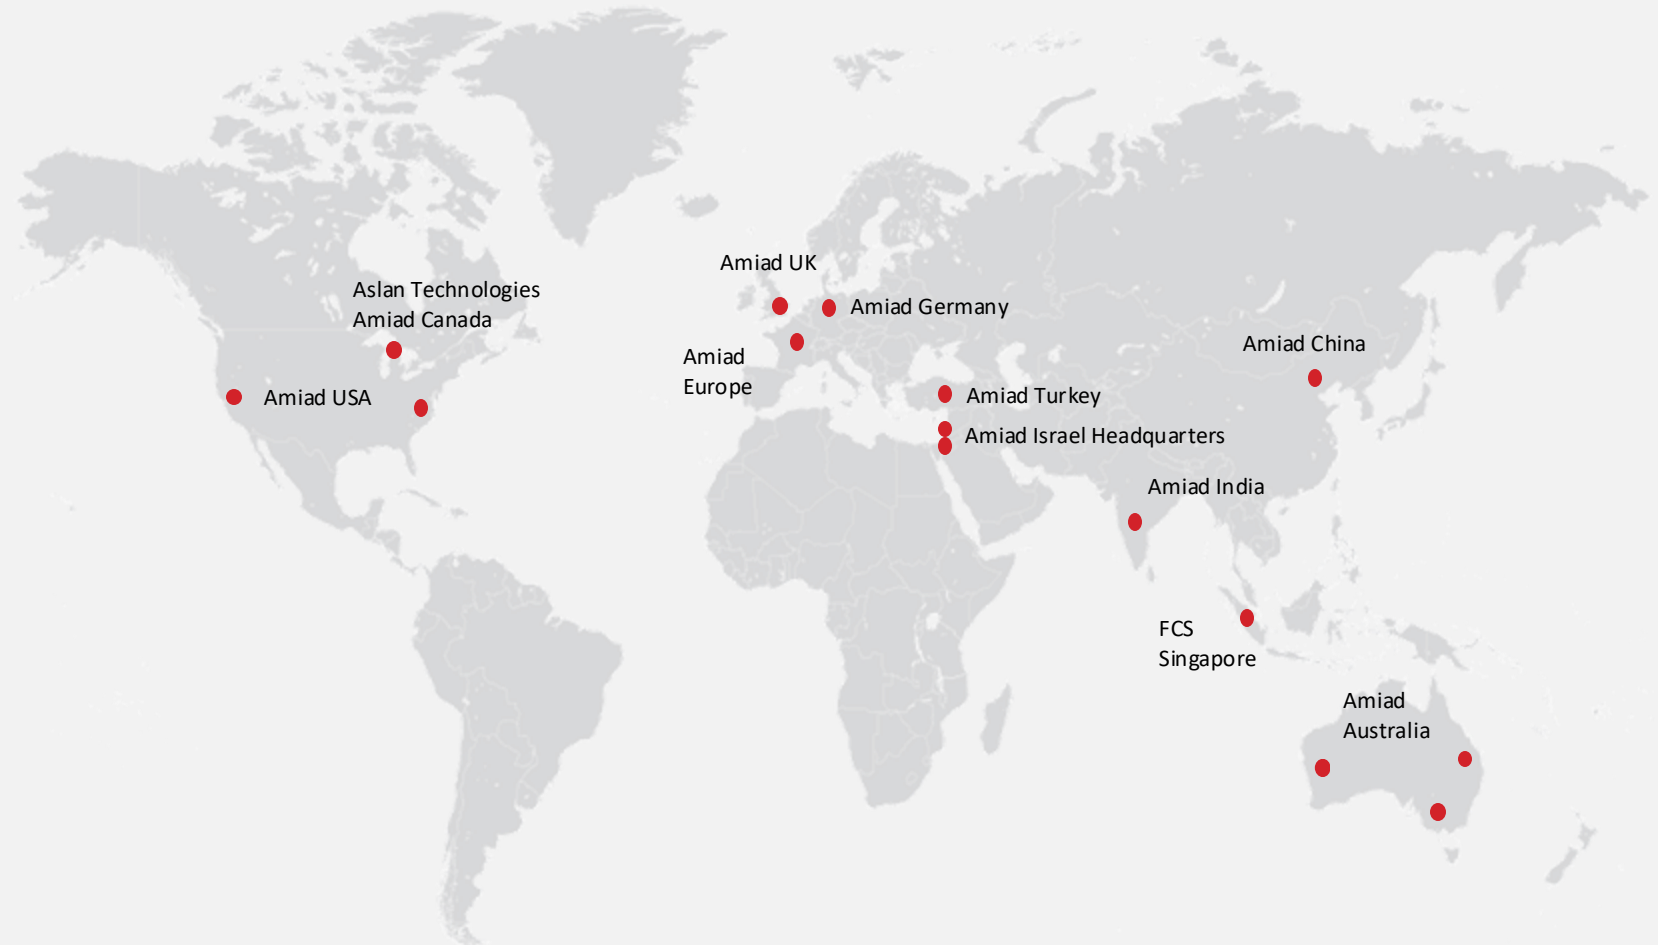 Amiad UK
Aslan Technologies
Amiad Canada
Amiad Germany
Amiad China
Amiad
Europe
Amiad USA
Amiad Turkey
Amiad Israel Headquarters
Amiad India
FCS
Singapore
Amiad
Australia